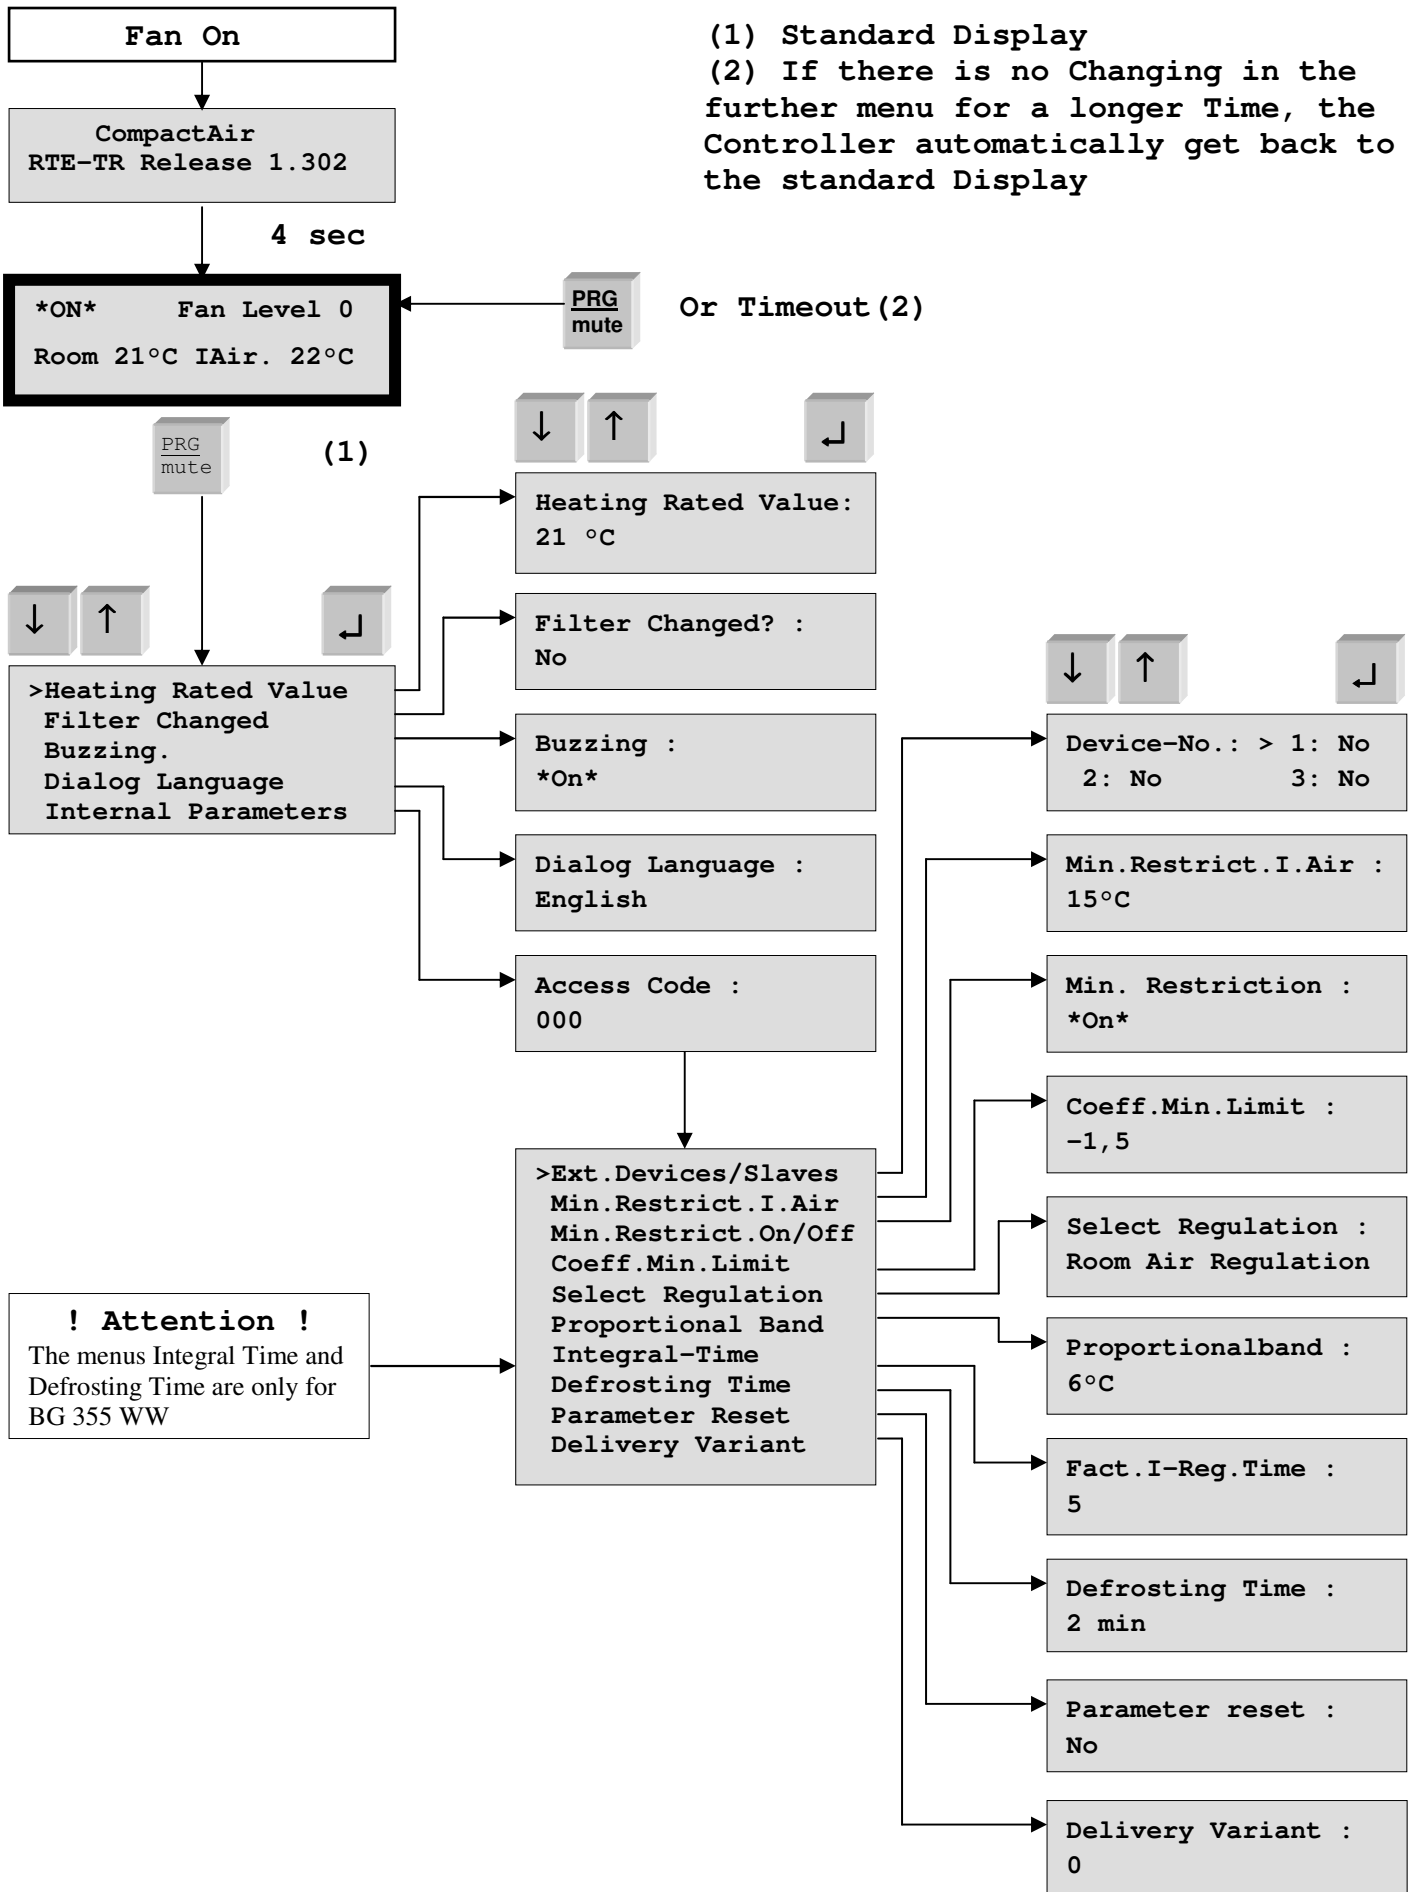 Fan On
(1) Standard Display
(2) If there is no Changing in the
further menu for a longer Time, the
Controller automatically get back to
the standard Display
CompactAir
RTE-TR Release 1.302
4 sec
*ON* Fan Level 0
Room 21°C IAir. 22°C
PRG
mute
Or Timeout(2)
PRG
mute
(1)
↓ ↑ ↵
>Heating Rated Value
Filter Changed
Buzzing.
Dialog Language
Internal Parameters
↓ ↑ ↵
Heating Rated Value:
21 °C
Filter Changed? :
No
Buzzing :
*On*
Dialog Language :
English
Access Code :
000
>Ext.Devices/Slaves
Min.Restrict.I.Air
Min.Restrict.On/Off
Coeff.Min.Limit
Select Regulation
Proportional Band
Integral-Time
Defrosting Time
Parameter Reset
Delivery Variant
! Attention !
The menus Integral Time and
Defrosting Time are only for
BG 355 WW
↓ ↑ ↵
Device-No.: > 1: No
2: No 3: No
Min.Restrict.I.Air :
15°C
Min. Restriction :
*On*
Coeff.Min.Limit :
-1,5
Select Regulation :
Room Air Regulation
Proportionalband :
6°C
Fact.I-Reg.Time :
5
Defrosting Time :
2 min
Parameter reset :
No
Delivery Variant :
0